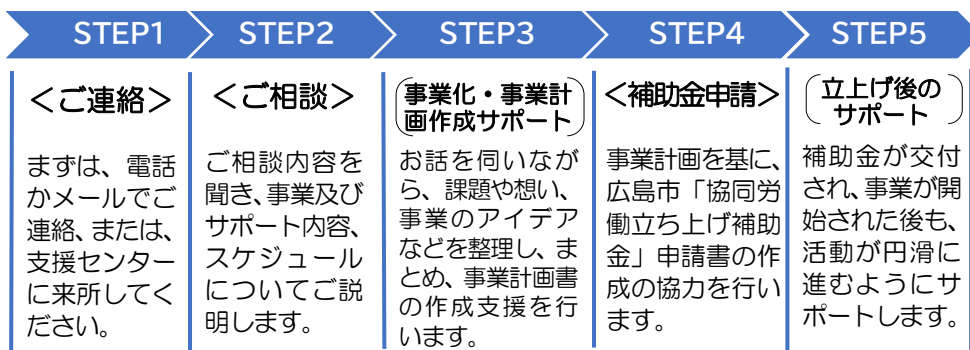 STEP1
STEP2
STEP3
STEP4
STEP5
＜ご連絡＞
まずは、電話
かメールでご
連絡、または、
支援センター
に来所してく
ださい。
＜ご相談＞
ご相談内容を
聞き、事業及び
サポート内容、
スケジュール
についてご説
明します。
事業化・事業計
画作成サポート
お話を伺いなが
ら、課題や想い、
事業のアイデア
などを整理し、ま
とめ、事業計画書
の作成支援を行
います。
＜補助金申請＞
事業計画を基に、
広島市「協同労
働立ち上げ補助
金」申請書の作
成の協力を行い
ます。
立上げ後の
サポート
補助金が交付
され、事業が開
始された後も、
活動が円滑に
進むようにサ
ポートします。